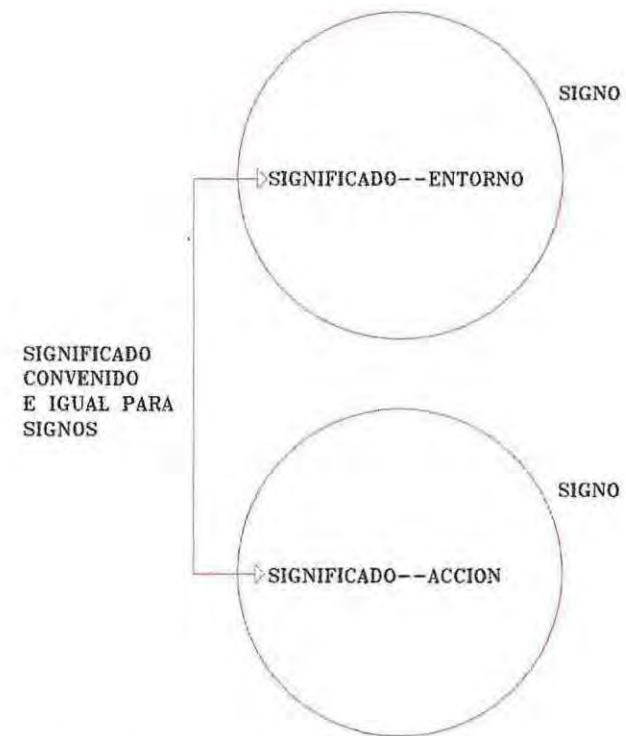 SIGNO
SIGNIFICADO--ENTORNO
SIGNIFICADO
CONVENIDO
E IGUAL PARA
SIGNOS
SIGNO
SIGNIFICADO--ACCION